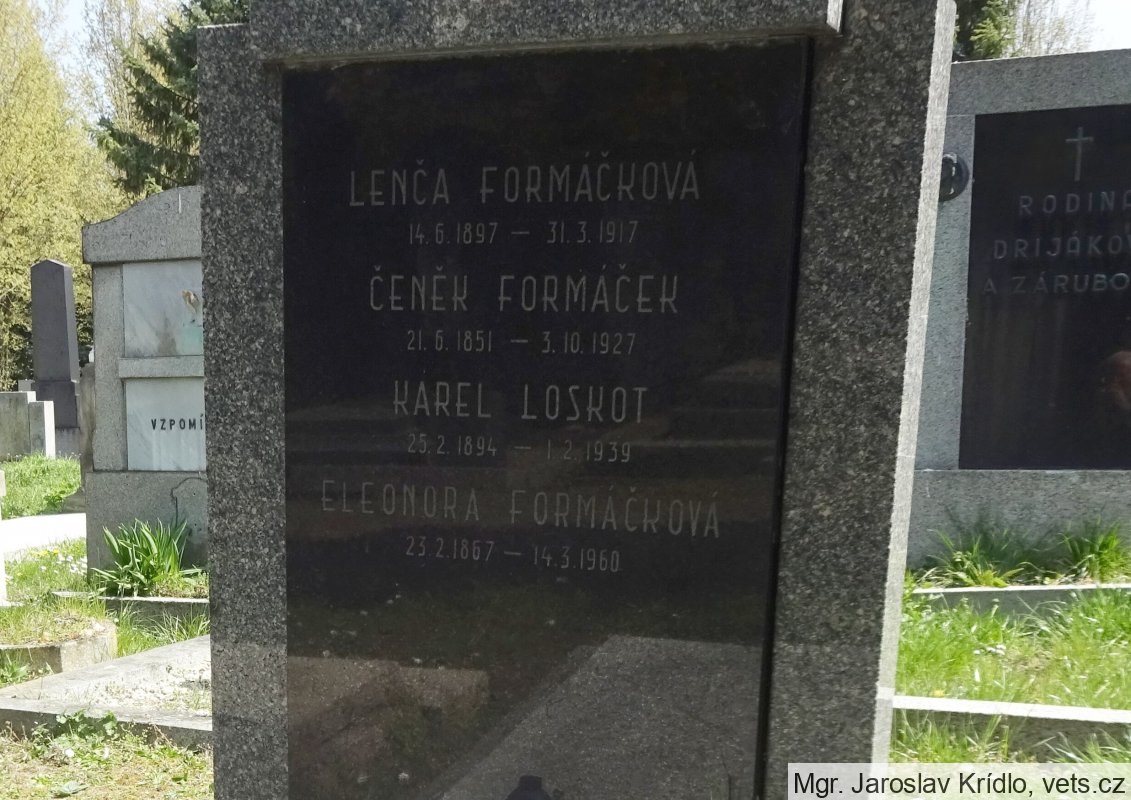 LENČA FORMÁČKOVÁ
14. 6. 1897 — 31. 3. 1917
ČENĚK FORMÁČEK
21. 6. 1851 — 3. 10. 1927
KAREL LOSKOT
25. 2. 1894 — 1. 2. 1939
ELEONORA FORMÁČKOVÁ
23. 2. 1867 — 14. 3. 1960
VZPOMÍ
RODINA
DRIJÁKO
A ZÁRUBO
Mgr. Jaroslav Krídlo, vets.cz